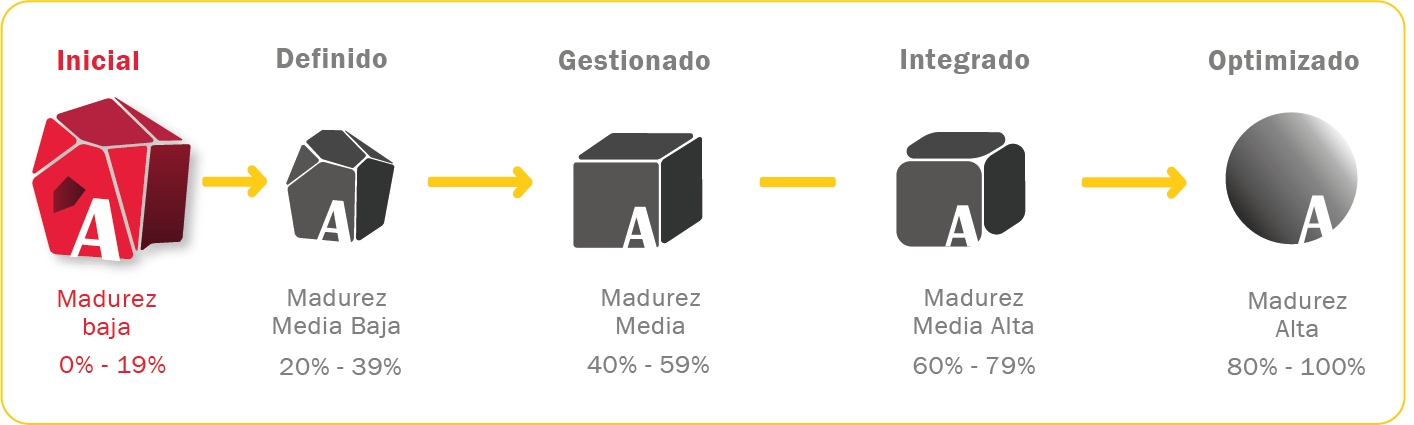 Inicial
Definido
Gestionado
Integrado
Optimizado
A
A
A
A
A
Madurez
baja
0% - 19%
Madurez
Media Baja
20% - 39%
Madurez
Media
40% - 59%
Madurez
Media Alta
60% - 79%
Madurez
Alta
80% - 100%